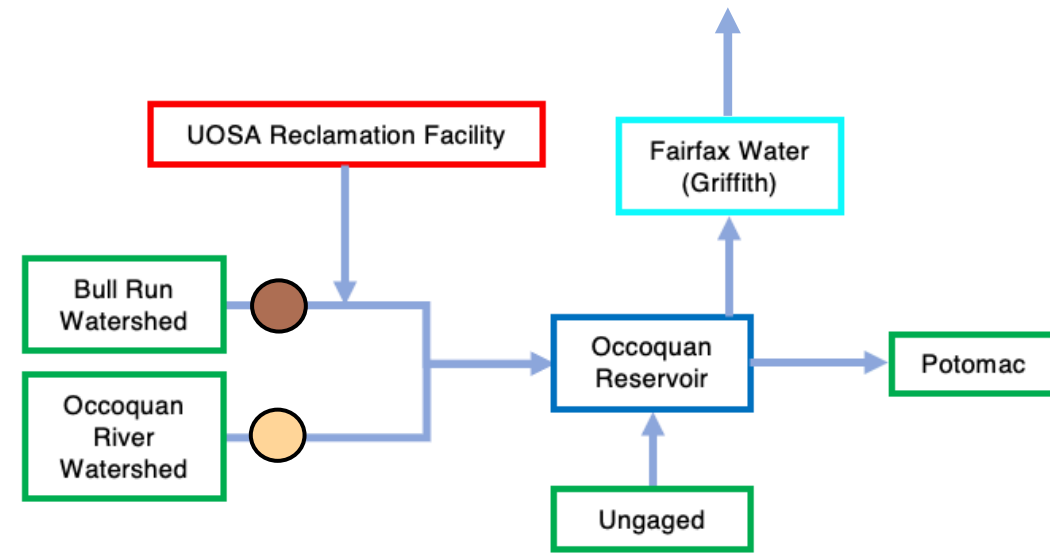 UOSA Reclamation Facility
Fairfax Water
(Griffith)
Bull Run
Watershed
Occoquan
Reservoir
Potomac
Occoquan
River
Watershed
Ungaged